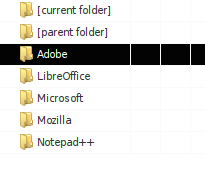 [current folder]
[parent folder]
Adobe
LibreOffice
Microsoft
Mozilla
Notepad++